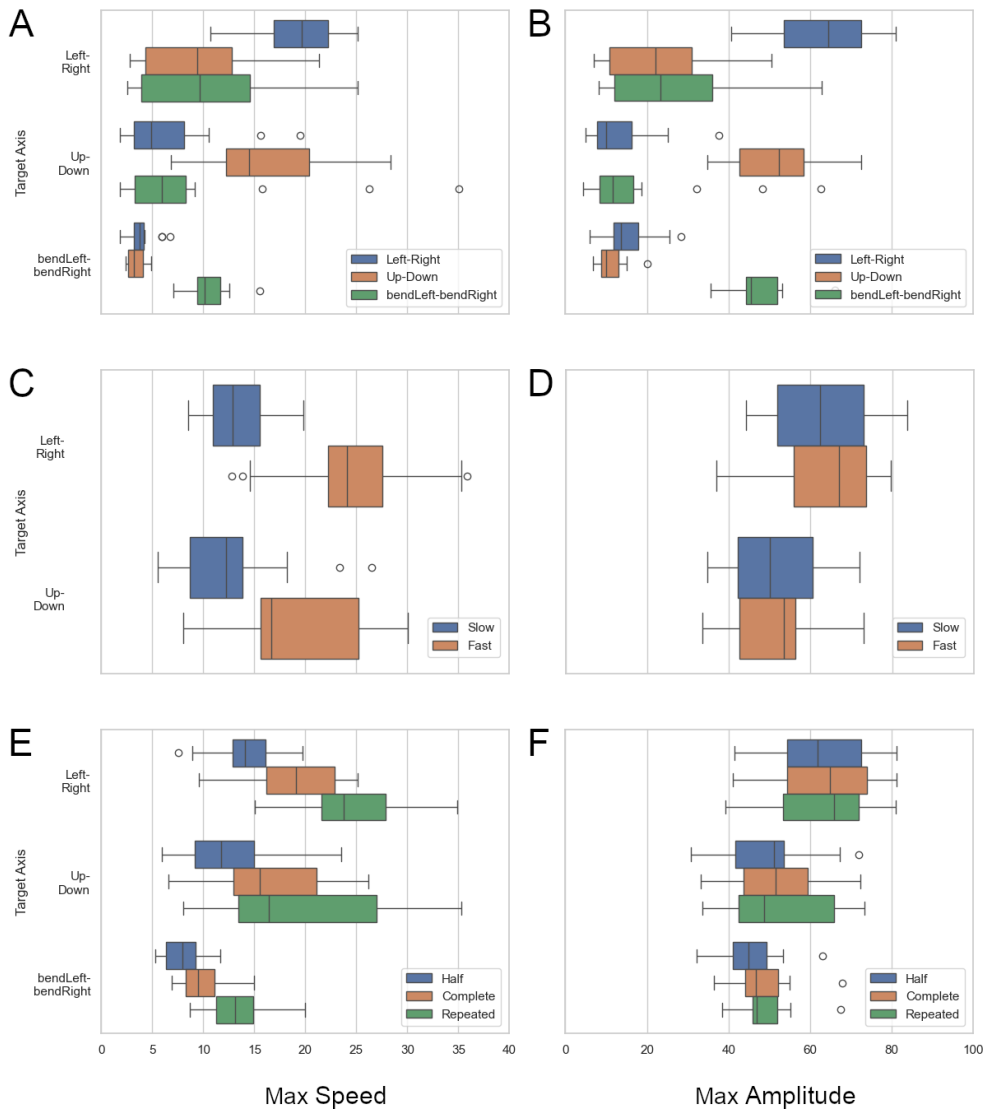 A
B
Left-
Right
Target Axis
Up-
Down
bendLeft-
bendRight
Left-Right
Up-Down
bendLeft-bendRight
Left-Right
Up-Down
bendLeft-bendRight
C
D
Left-
Right
Target Axis
Up-
Down
Slow
Fast
Slow
Fast
E
F
Left-
Right
Target Axis
Up-
Down
bendLeft-
bendRight
Half
Complete
Repeated
Half
Complete
Repeated
0 5 10 15 20 25 30 35 40
0 20 40 60 80 100
Max Speed
Max Amplitude